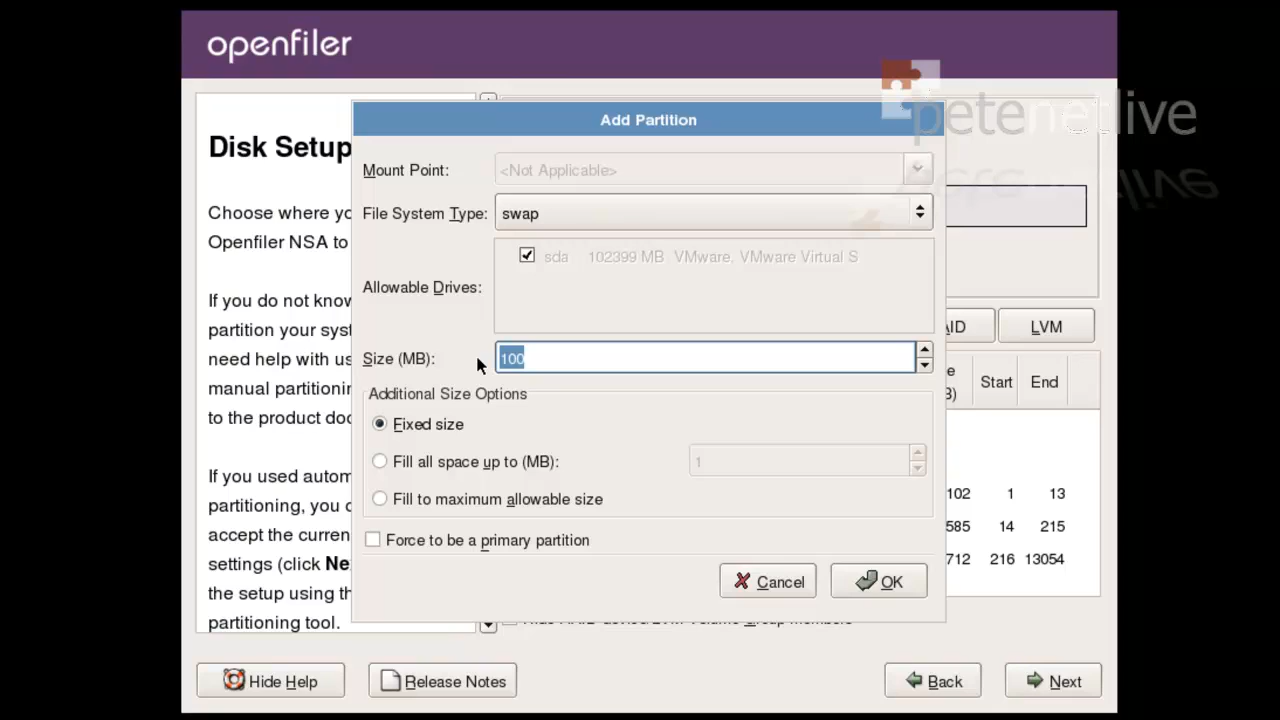 openfiler
petenetlive
Add Partition
Disk Setup
Choose where yo
Openfiler NSA to
If you do not know
partition your syst
need help with us
manual partitionin
to the product doc
If you used autom
partitioning, you c
accept the curren
settings (click Ne
the setup using th
partitioning tool.
Mount Point:
<Not Applicable>
File System Type:
swap
Allowable Drives:
sda 102399 MB VMware, VMware Virtual S
Size (MB):
100
Additional Size Options
Fixed size
Fill all space up to (MB):
1
Fill to maximum allowable size
Force to be a primary partition
Cancel
OK
AID
LVM
Start
End
102 1 13
585 14 215
712 216 13054
Hide Help
Release Notes
Back
Next